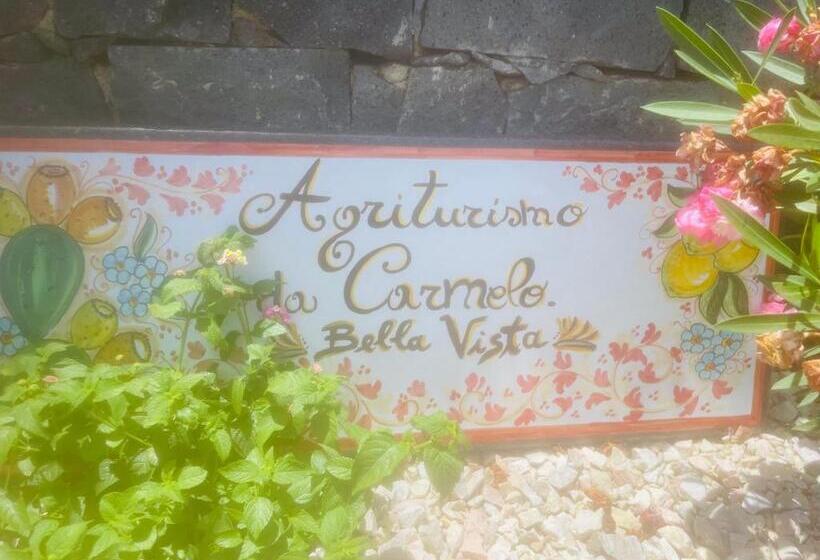 Agriturismo
da Carmelo.
Bella Vista